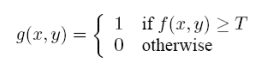 g(x, y) = { 1 if f(x, y) ≥ T
0 otherwise